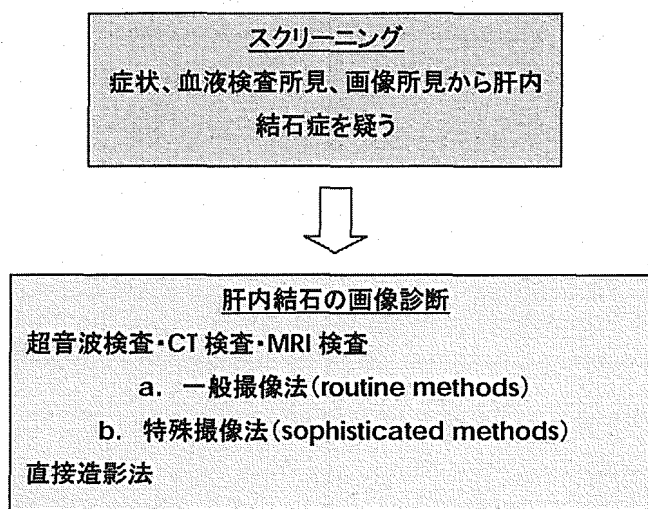 スクリーニング
症状、血液検査所見、画像所見から肝内
結石症を疑う
肝内結石の画像診断
超音波検査・CT 検査・MRI 検査
a. 一般撮像法(routine methods)
b. 特殊撮像法(sophisticated methods)
直接造影法